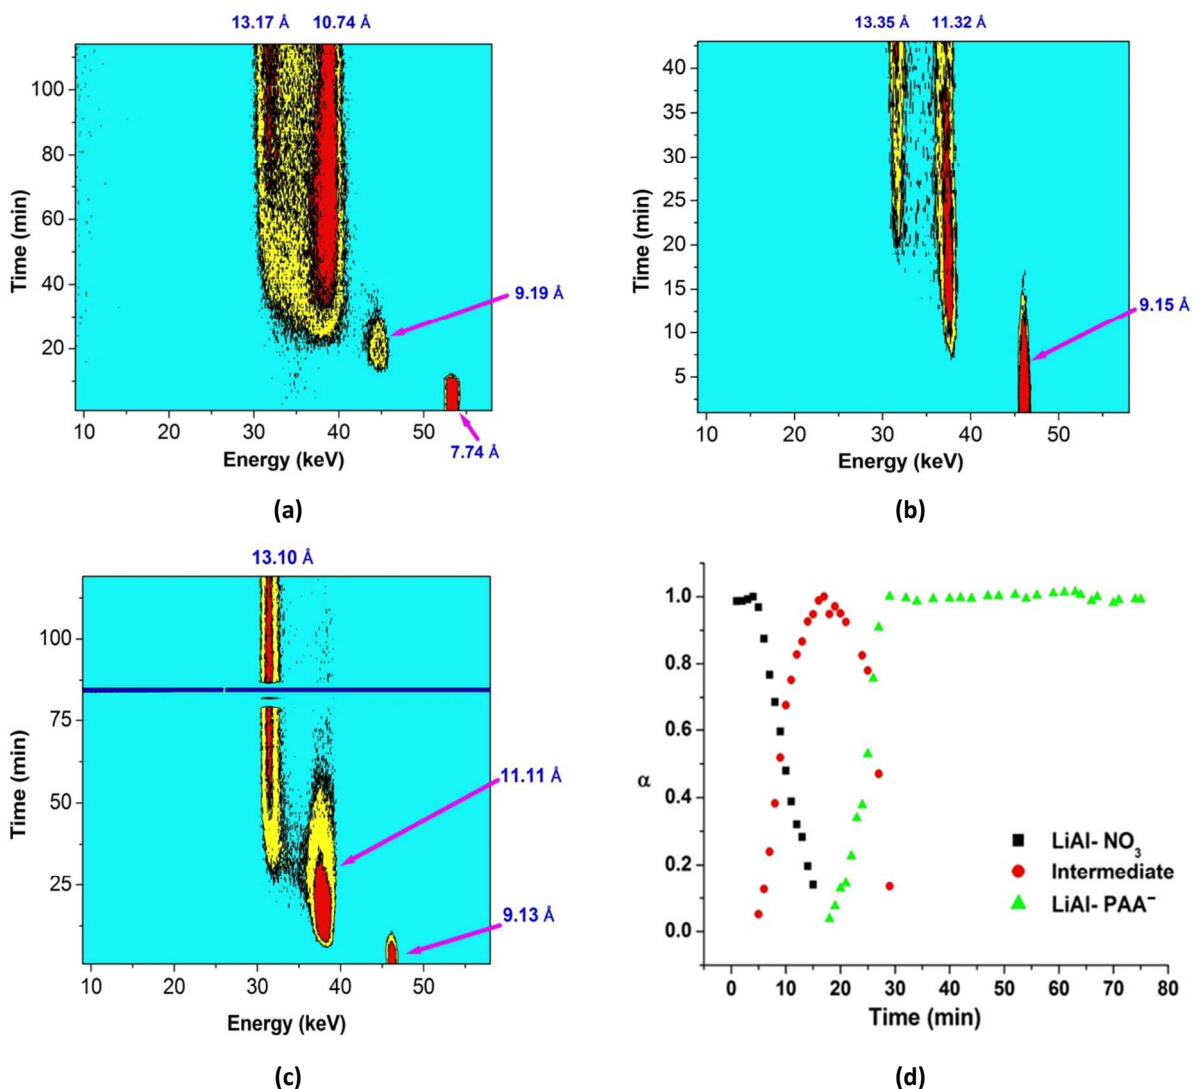 13.17 Å 10.74 Å
100
80
60
40
20
Time (min)
9.19 Å
7.74 Å
10 20 30 40 50
Energy (keV)
(a)
13.35 Å 11.32 Å
40
35
30
25
20
15
10
5
Time (min)
9.15 Å
10 20 30 40 50
Energy (keV)
(b)
13.10 Å
100
75
50
25
Time (min)
11.11 Å
9.13 Å
10 20 30 40 50
Energy (keV)
(c)
1.0
0.8
0.6
0.4
0.2
0.0
α
LiAl- NO3
Intermediate
LiAl- PAA⁻
0 10 20 30 40 50 60 70 80
Time (min)
(d)